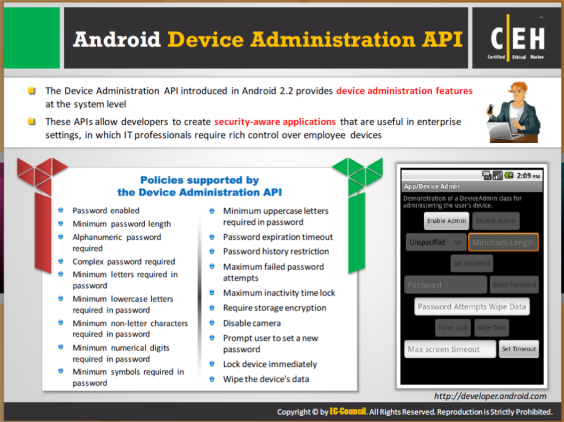 Android Device Administration API
CEH
Certified Ethical Hacker
The Device Administration API introduced in Android 2.2 provides device administration features
at the system level
These APIs allow developers to create security-aware applications that are useful in enterprise
settings, in which IT professionals require rich control over employee devices
Policies supported by
the Device Administration API
Password enabled
Minimum password length
Alphanumeric password
required
Complex password required
Minimum letters required in
password
Minimum lowercase letters
required in password
Minimum non-letter characters
required in password
Minimum numerical digits
required in password
Minimum symbols required in
password
Minimum uppercase letters
required in password
Password expiration timeout
Password history restriction
Maximum failed password
attempts
Maximum inactivity time lock
Require storage encryption
Disable camera
Prompt user to set a new
password
Lock device immediately
Wipe the device's data
2:09 PM
App/Device Admin
Demonstration of a DeviceAdmin class for
administering the user's device.
Enable Admin Disable Admin
Unspecified Minimum Length
Set Password
Password Reset Password
Password Attempts Wipe Data
Force Lock Wipe Data
Max screen timeout Set Timeout
http://developer.android.com
Copyright © by EC-Council. All Rights Reserved. Reproduction is Strictly Prohibited.